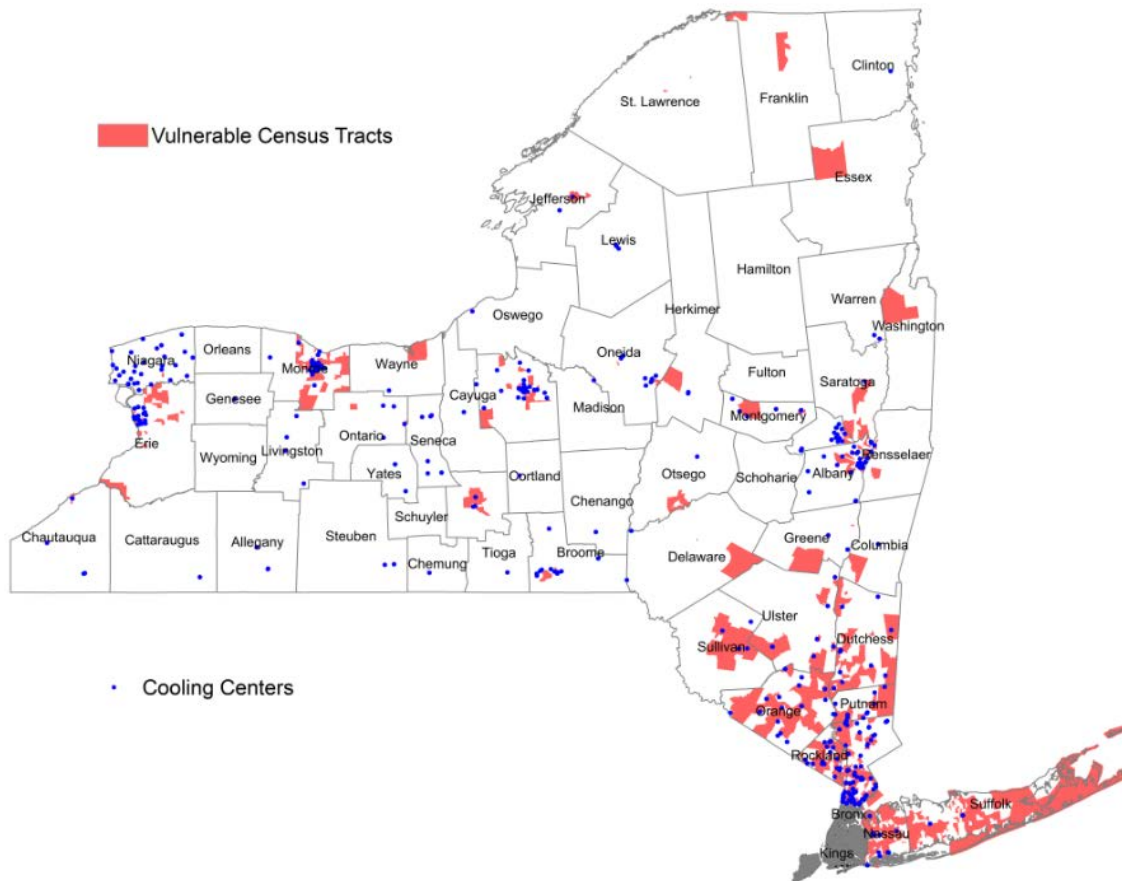 Clinton
St. Lawrence
Franklin
Vulnerable Census Tracts
Essex
Jefferson
Lewis
Hamilton
Warren
Herkimer
Oswego
Washington
Oneida
Niagara
Orleans
Monroe
Wayne
Fulton
Saratoga
Cayuga
Genesee
Madison
Montgomery
Ontario
Seneca
Erie
Wyoming
Livingston
Rensselaer
Albany
Yates
Cortland
Otsego
Schoharie
Chenango
Schuyler
Chautauqua
Cattaraugus
Allegany
Steuben
Greene
Columbia
Tioga
Broome
Delaware
Chemung
Ulster
Dutchess
Sullivan
Cooling Centers
Putnam
Orange
Rockland
Suffolk
Bronx
Nassau
Kings